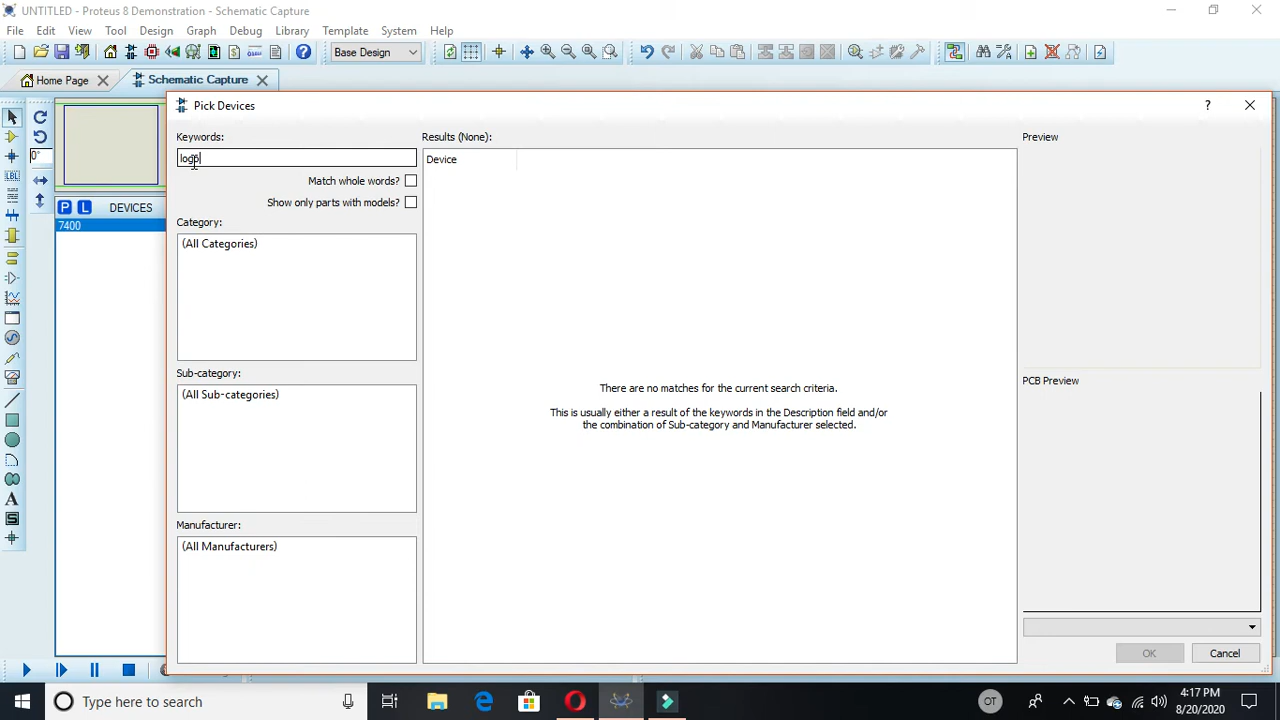 UNTITLED - Proteus 8 Demonstration - Schematic Capture
File Edit View Tool Design Graph Debug Library Template System Help
Base Design
Home Page Schematic Capture
Pick Devices
Keywords: Results (None): Preview
Device
Match whole words?
0°
Show only parts with models?
LBL
P L DEVICES
7400
Category:
(All Categories)
Sub-category:
PCB Preview
(All Sub-categories)
There are no matches for the current search criteria.
This is usually either a result of the keywords in the Description field and/or
the combination of Sub-category and Manufacturer selected.
A
Manufacturer:
(All Manufacturers)
OK Cancel
Type here to search
OT
4:17 PM
8/20/2020